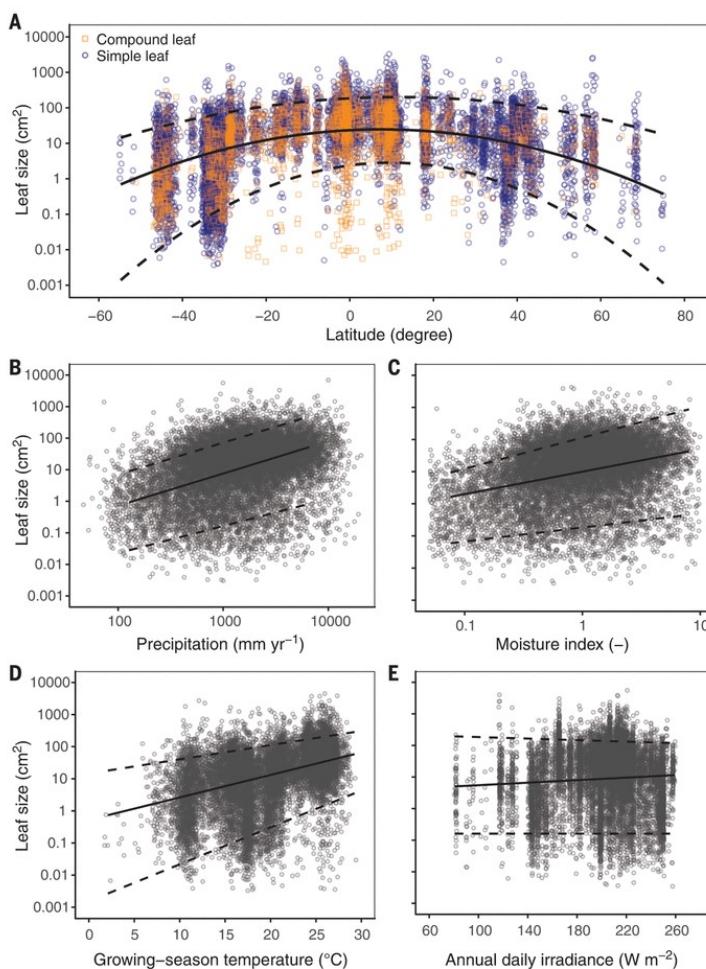 A
Compound leaf
Simple leaf
Leaf size (cm²)
10000
1000
100
10
1
0.1
0.01
0.001
−60 −40 −20 0 20 40 60 80
Latitude (degree)
B
Leaf size (cm²)
10000
1000
100
10
1
0.1
0.01
0.001
100 1000 10000
Precipitation (mm yr⁻¹)
C
0.1 1 10
Moisture index (-)
D
Leaf size (cm²)
10000
1000
100
10
1
0.1
0.01
0.001
0 5 10 15 20 25 30
Growing−season temperature (°C)
E
60 100 140 180 220 260
Annual daily irradiance (W m⁻²)